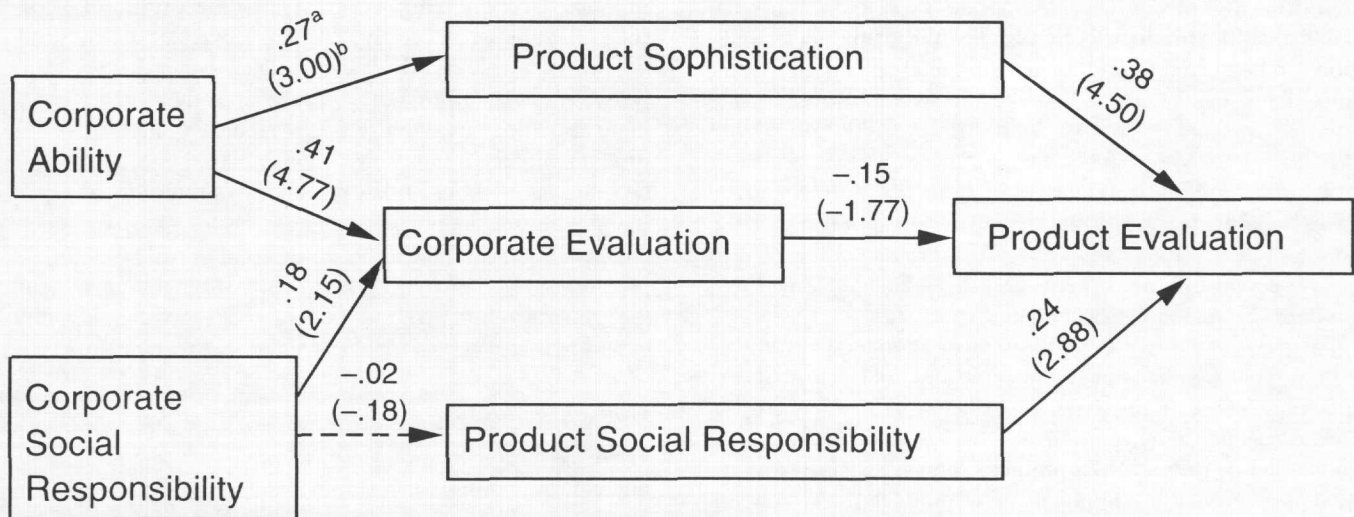 .27a
(3.00)b
Product Sophistication
.38
(4.50)
Corporate
Ability
.41
(4.77)
–.15
(–1.77)
Corporate Evaluation
Product Evaluation
.18
(2.15)
.24
(2.88)
Corporate
Social
Responsibility
–.02
(–.18)
Product Social Responsibility